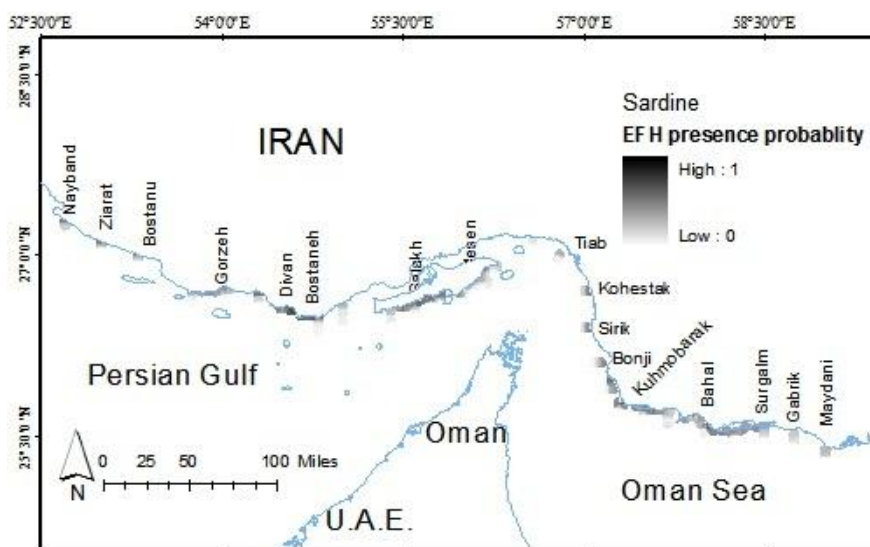 52°30'0"E 54°0'0"E 55°30'0"E 57°0'0"E 58°30'0"E
28°30'0"N
27°0'0"N
25°30'0"N
Sardine
EFH presence probablity
High : 1
Low : 0
IRAN
Nayband
Ziarat
Bostanu
Gorzeh
Divan
Bostaneh
Tiab
Kohestak
Sirik
Bonji
Kuhmobarak
Bahal
Surgalm
Gabrik
Maydani
Persian Gulf
Oman
Oman Sea
U.A.E.
0 25 50 100 Miles
N